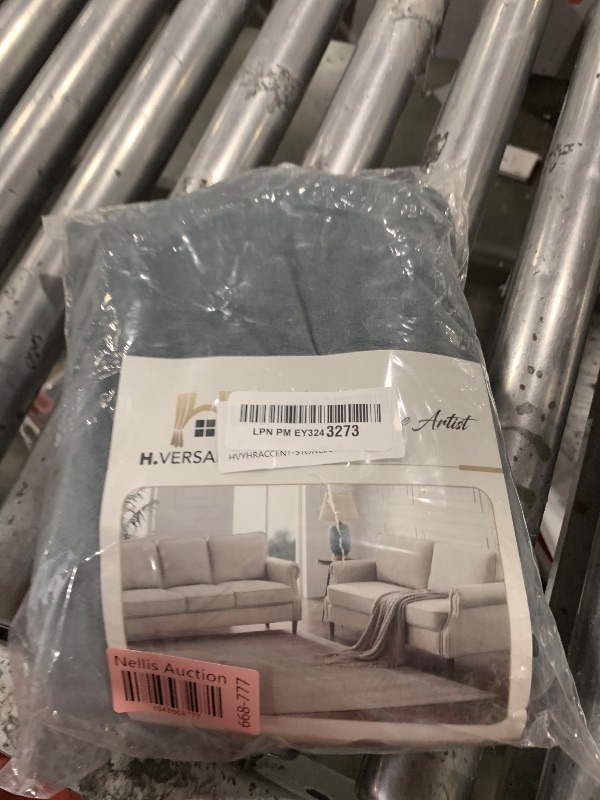 LPN PM EY3243273
Artist
H.VERSA
Nellis Auction
668-777